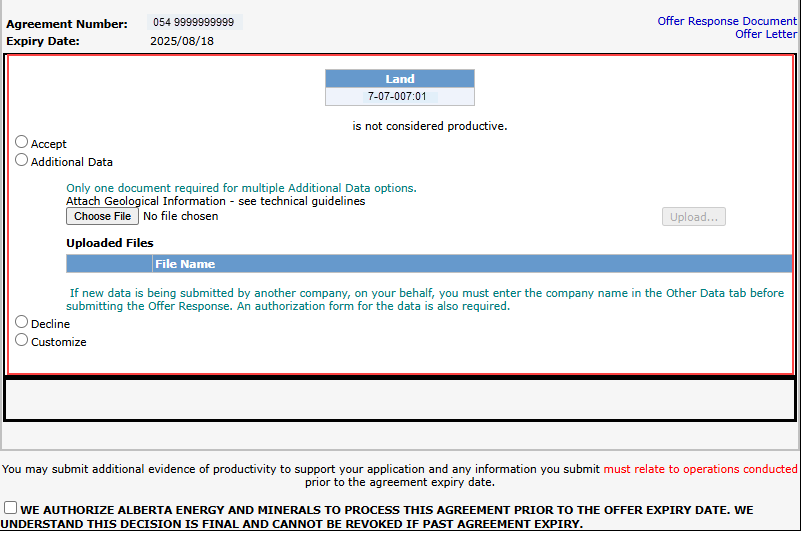 Agreement Number: 054 9999999999
Offer Response Document
Expiry Date: 2025/08/18
Offer Letter
Land
7-07-007:01
is not considered productive.
Accept
Additional Data
Only one document required for multiple Additional Data options.
Attach Geological Information - see technical guidelines
Choose File No file chosen
Upload...
Uploaded Files
File Name
If new data is being submitted by another company, on your behalf, you must enter the company name in the Other Data tab before
submitting the Offer Response. An authorization form for the data is also required.
Decline
Customize
You may submit additional evidence of productivity to support your application and any information you submit must relate to operations conducted
prior to the agreement expiry date.
WE AUTHORIZE ALBERTA ENERGY AND MINERALS TO PROCESS THIS AGREEMENT PRIOR TO THE OFFER EXPIRY DATE. WE
UNDERSTAND THIS DECISION IS FINAL AND CANNOT BE REVOKED IF PAST AGREEMENT EXPIRY.